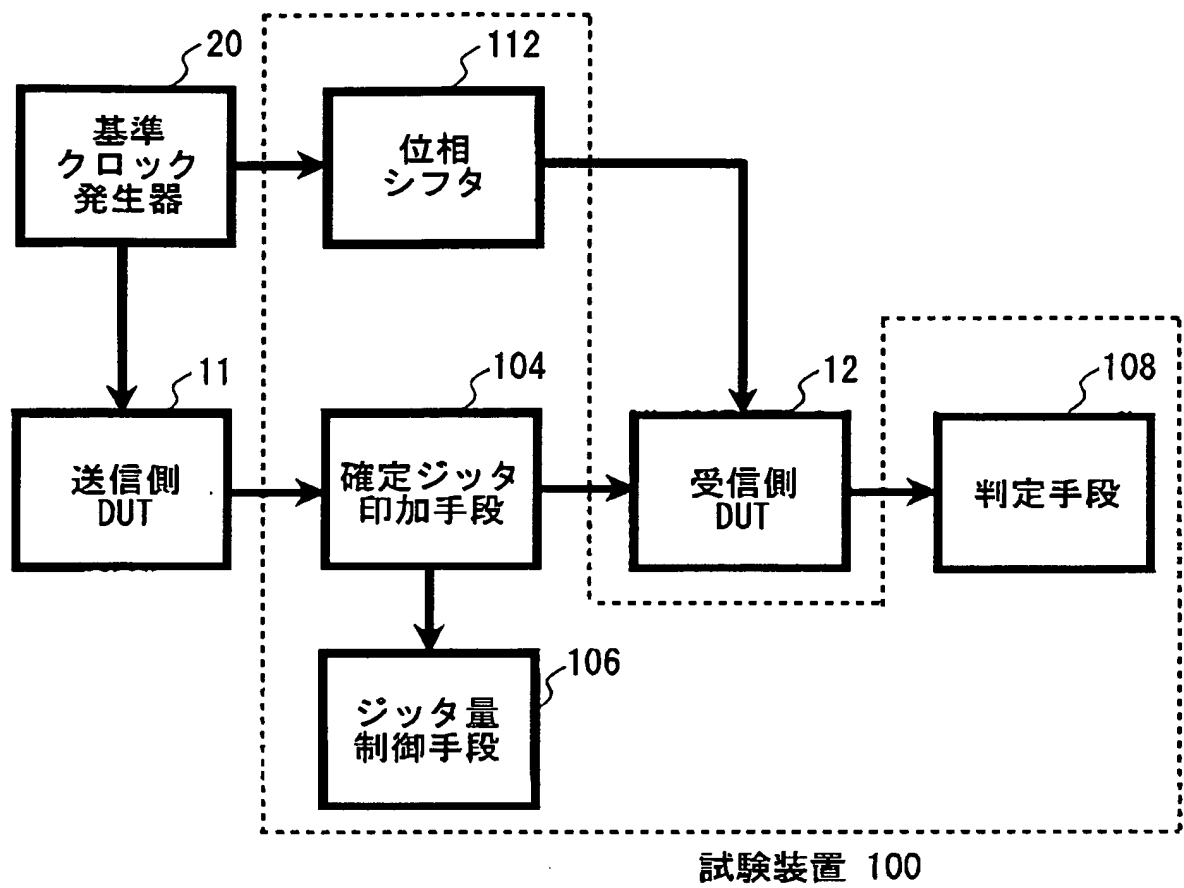 20
基準
クロック
発生器
112
位相
シフタ
11
送信側
DUT
104
確定ジッタ
印加手段
12
受信側
DUT
108
判定手段
106
ジッタ量
制御手段
試験装置 100